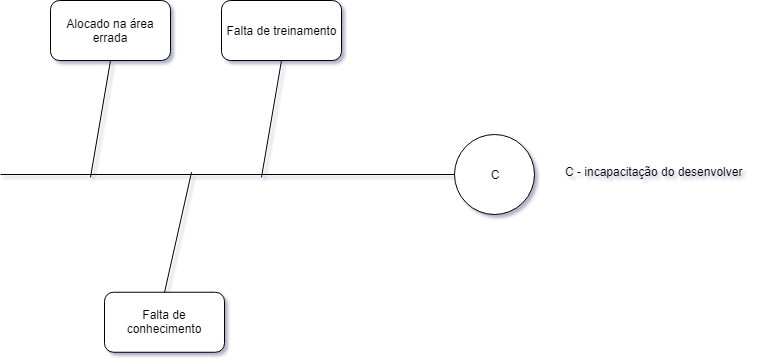 Alocado na área
errada
Falta de treinamento
C
C - incapacitação do desenvolver
Falta de
conhecimento